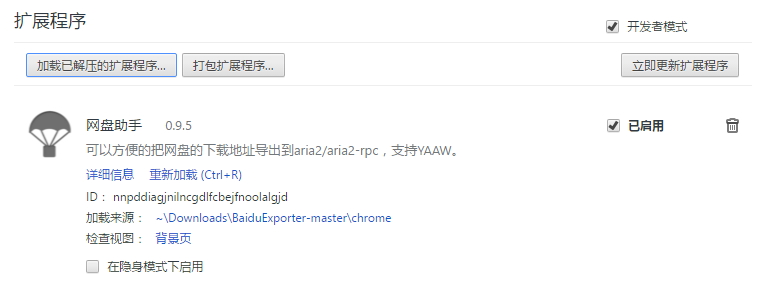 扩展程序
开发者模式
加载已解压的扩展程序... 打包扩展程序... 立即更新扩展程序
网盘助手 0.9.5 已启用
可以方便的把网盘的下载地址导出到aria2/aria2-rpc，支持YAAW。
详细信息 重新加载 (Ctrl+R)
ID： nnpddiagjnilncgdlfcbejfnoolalgjd
加载来源： ~\Downloads\BaiduExporter-master\chrome
检查视图： 背景页
在隐身模式下启用